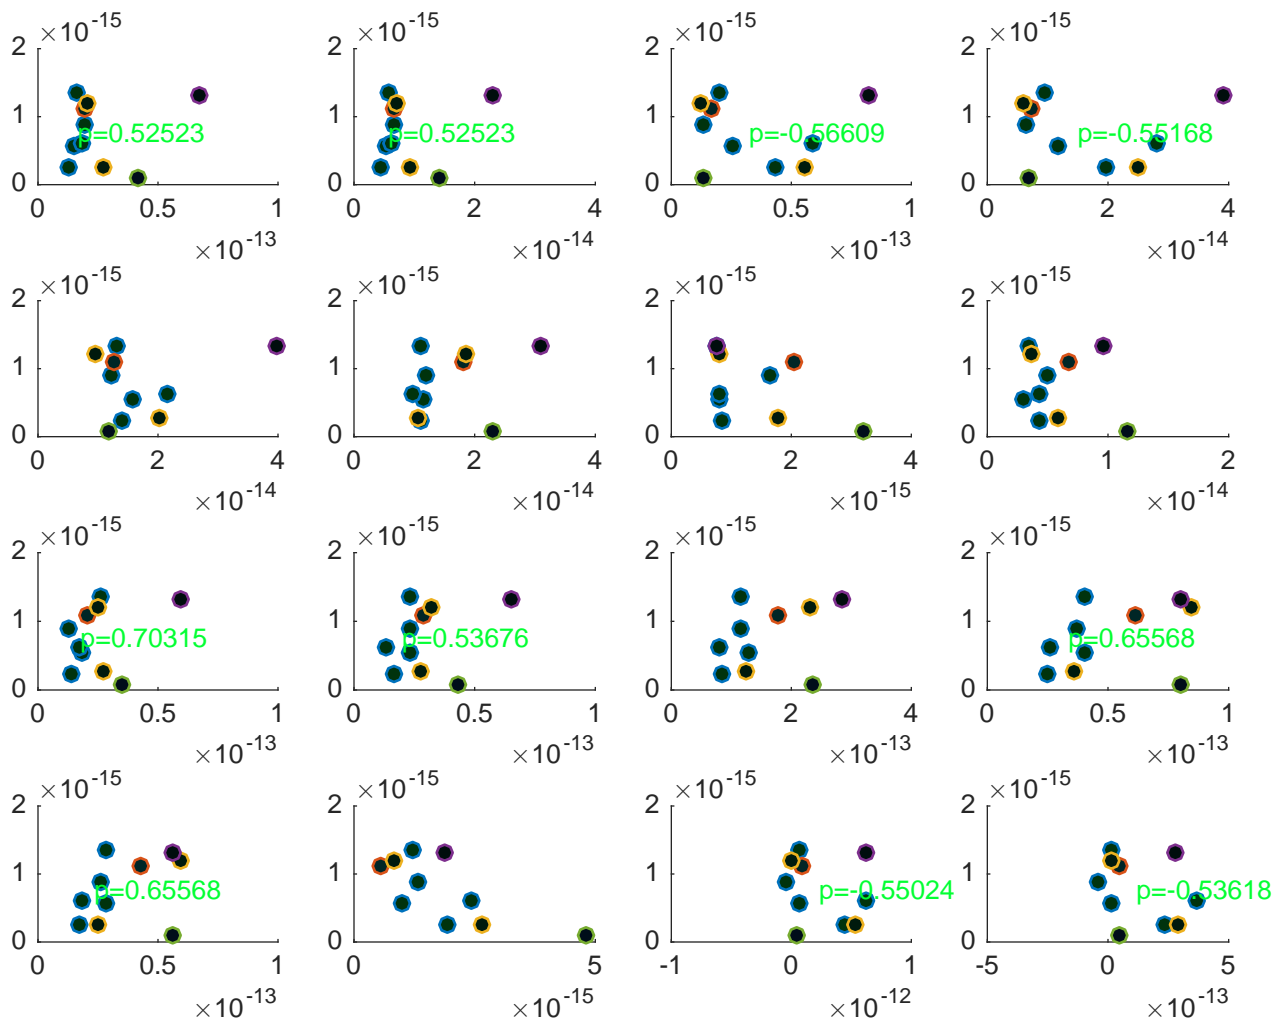 ×10^-15 ×10^-15 ×10^-15 ×10^-15
2 2 2 2
1 1 1 1
p=0.52523 p=0.52523 p=-0.56609 p=-0.55168
0 0 0 0
0 0.5 1 0 2 4 0 0.5 1 0 2 4
×10^-13 ×10^-14 ×10^-13 ×10^-14
×10^-15 ×10^-15 ×10^-15 ×10^-15
2 2 2 2
1 1 1 1
0 0 0 0
0 2 4 0 2 4 0 2 4 0 1 2
×10^-14 ×10^-14 ×10^-15 ×10^-14
×10^-15 ×10^-15 ×10^-15 ×10^-15
2 2 2 2
1 1 1 1
p=0.70315 p=0.53676 p=0.65568
0 0 0 0
0 0.5 1 0 0.5 1 0 2 4 0 0.5 1
×10^-13 ×10^-13 ×10^-13 ×10^-13
×10^-15 ×10^-15 ×10^-15 ×10^-15
2 2 2 2
1 1 1 1
p=0.65568 p=-0.55024 p=-0.53618
0 0 0 0
0 0.5 1 0 5 -1 0 1 -5 0 5
×10^-13 ×10^-15 ×10^-12 ×10^-13